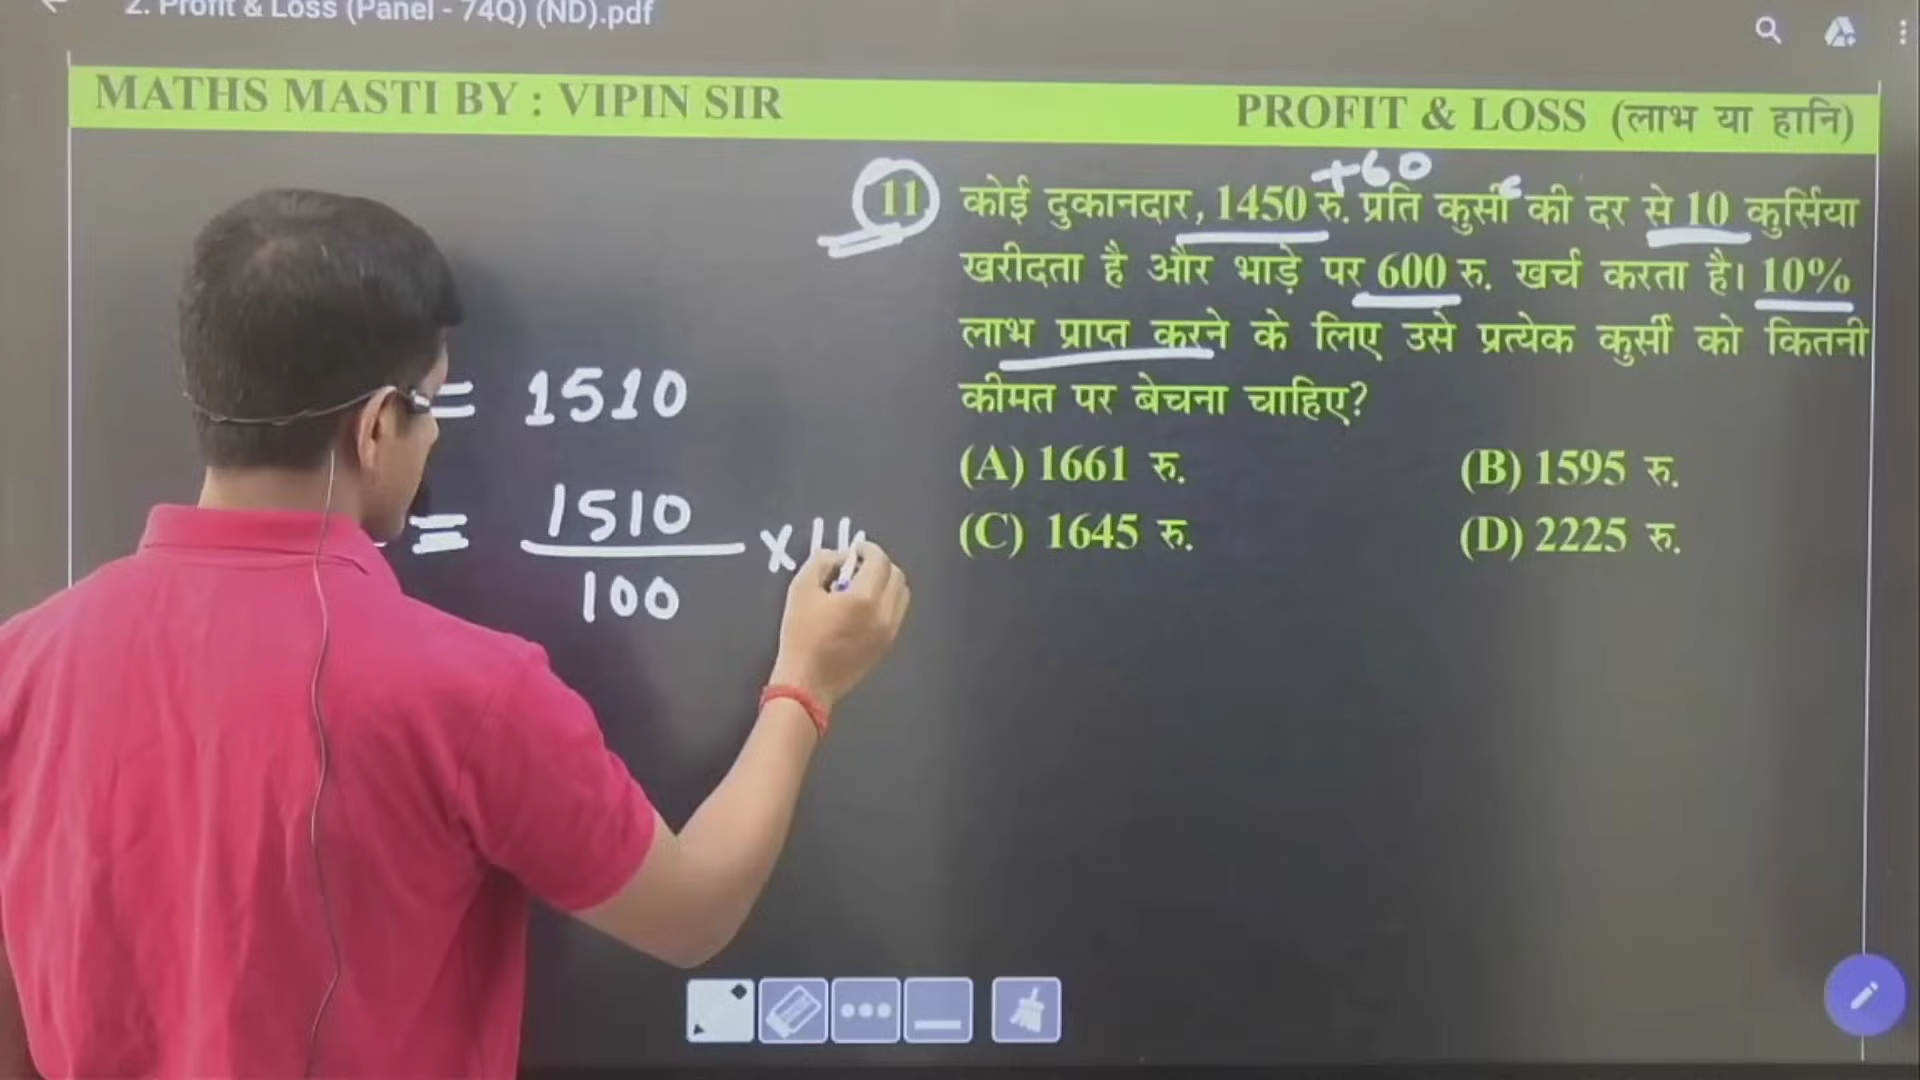 2. Profit & Loss (Panel - 74Q) (ND).pdf
MATHS MASTI BY : VIPIN SIR
PROFIT & LOSS (लाभ या हानि)
+60
11 कोई दुकानदार, 1450 रु. प्रति कुर्सी की दर से 10 कुर्सिया
खरीदता है और भाड़े पर 600 रु. खर्च करता है। 10%
लाभ प्राप्त करने के लिए उसे प्रत्येक कुर्सी को कितनी
कीमत पर बेचना चाहिए?
(A) 1661 रु.
(B) 1595 रु.
(C) 1645 रु.
(D) 2225 रु.
= 1510
= 1510
× 11
100